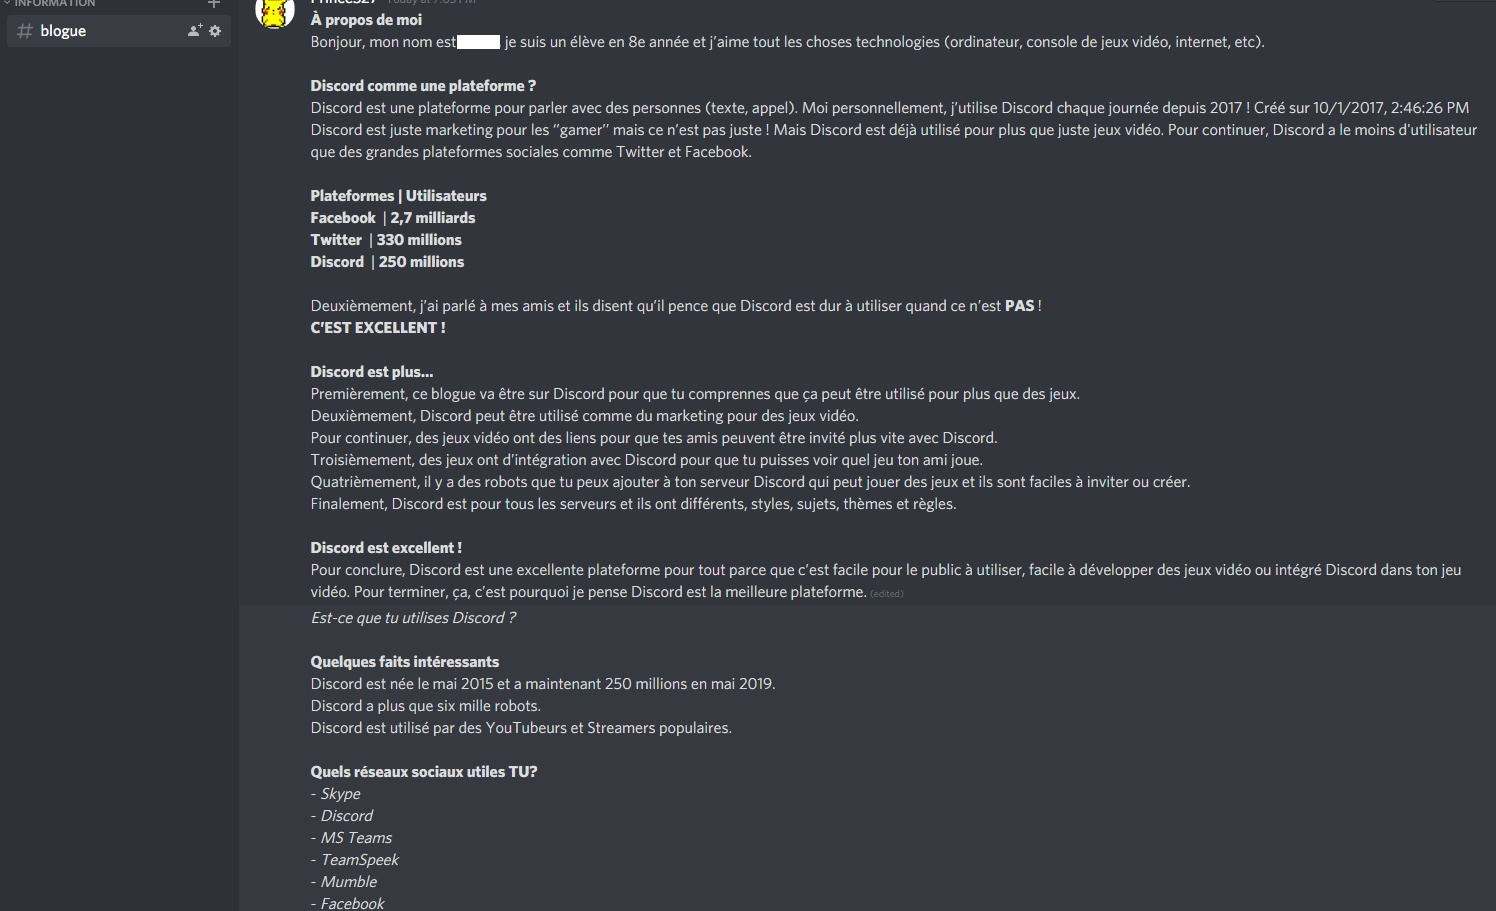 INFORMATION
blogue
À propos de moi
Bonjour, mon nom est je suis un élève en 8e année et j'aime tout les choses technologies (ordinateur, console de jeux vidéo, internet, etc).
Discord comme une plateforme ?
Discord est une plateforme pour parler avec des personnes (texte, appel). Moi personnellement, j'utilise Discord chaque journée depuis 2017 ! Créé sur 10/1/2017, 2:46:26 PM
Discord est juste marketing pour les ''gamer'' mais ce n'est pas juste ! Mais Discord est déjà utilisé pour plus que juste jeux vidéo. Pour continuer, Discord a le moins d'utilisateur
que des grandes plateformes sociales comme Twitter et Facebook.
Plateformes | Utilisateurs
Facebook | 2,7 milliards
Twitter | 330 millions
Discord | 250 millions
Deuxièmement, j'ai parlé à mes amis et ils disent qu'il pence que Discord est dur à utiliser quand ce n'est PAS !
C'EST EXCELLENT !
Discord est plus...
Premièrement, ce blogue va être sur Discord pour que tu comprennes que ça peut être utilisé pour plus que des jeux.
Deuxièmement, Discord peut être utilisé comme du marketing pour des jeux vidéo.
Pour continuer, des jeux vidéo ont des liens pour que tes amis peuvent être invité plus vite avec Discord.
Troisièmement, des jeux ont d'intégration avec Discord pour que tu puisses voir quel jeu ton ami joue.
Quatrièmement, il y a des robots que tu peux ajouter à ton serveur Discord qui peut jouer des jeux et ils sont faciles à inviter ou créer.
Finalement, Discord est pour tous les serveurs et ils ont différents, styles, sujets, thèmes et règles.
Discord est excellent !
Pour conclure, Discord est une excellente plateforme pour tout parce que c'est facile pour le public à utiliser, facile à développer des jeux vidéo ou intégré Discord dans ton jeu
vidéo. Pour terminer, ça, c'est pourquoi je pense Discord est la meilleure plateforme. (edited)
Est-ce que tu utilises Discord ?
Quelques faits intéressants
Discord est née le mai 2015 et a maintenant 250 millions en mai 2019.
Discord a plus que six mille robots.
Discord est utilisé par des YouTubeurs et Streamers populaires.
Quels réseaux sociaux utiles TU?
- Skype
- Discord
- MS Teams
- TeamSpeek
- Mumble
- Facebook